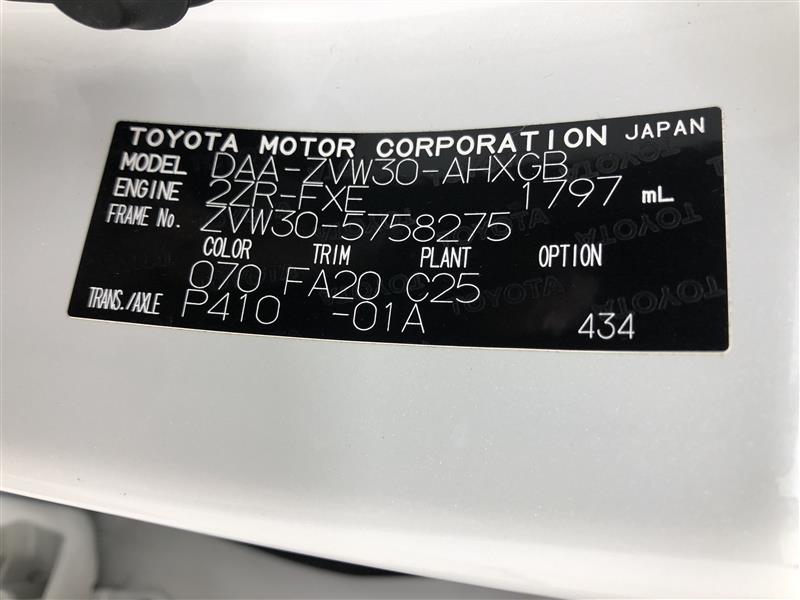 TOYOTA MOTOR CORPORATION JAPAN
MODEL DAA-ZVW30-AHXGB
ENGINE 2ZR-FXE 1797 mL
FRAME No. ZVW30-5758275
COLOR TRIM PLANT OPTION
070 FA20 C25
TRANS./AXLE P410 -01A 434